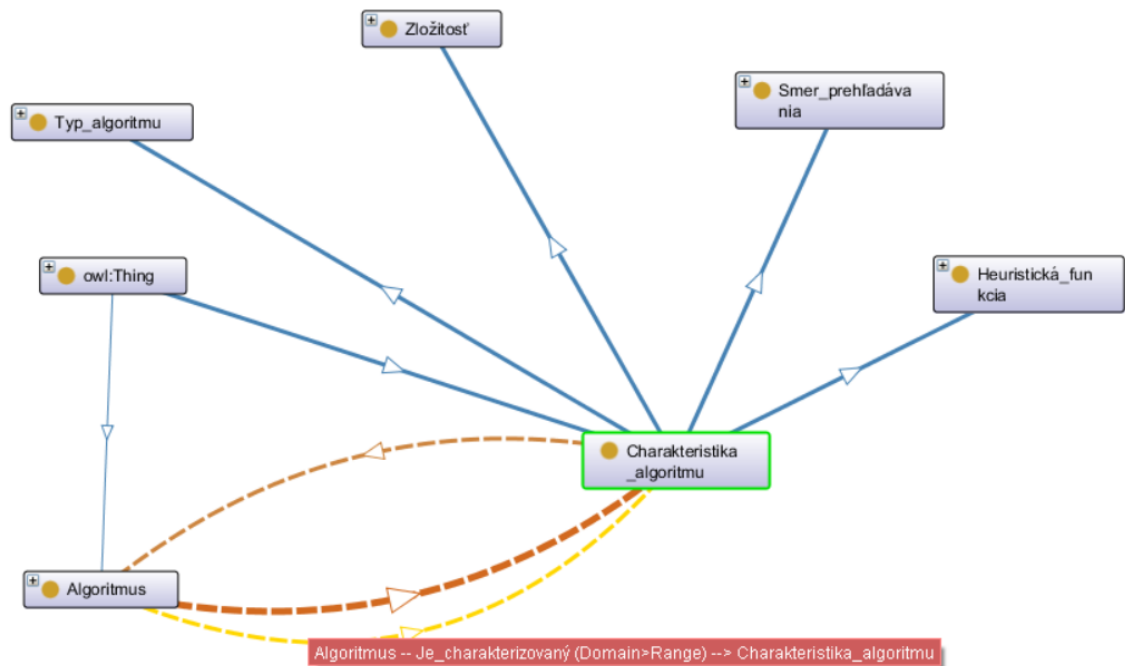 Zložitosť
Smer_prehľadáva
nia
Typ_algoritmu
owl:Thing
Heuristická_fun
kcia
Charakteristika
_algoritmu
Algoritmus
Algoritmus -- Je_charakterizovaný (Domain>Range) --> Charakteristika_algoritmu